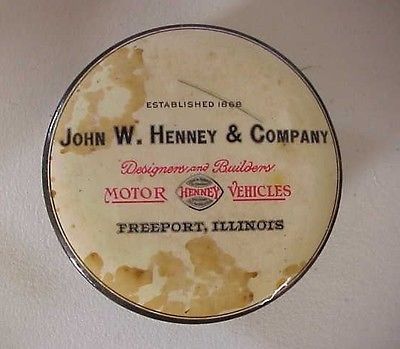 ESTABLISHED 1868
JOHN W. HENNEY & COMPANY
Designers and Builders
MOTOR HENNEY VEHICLES
FREEPORT, ILLINOIS